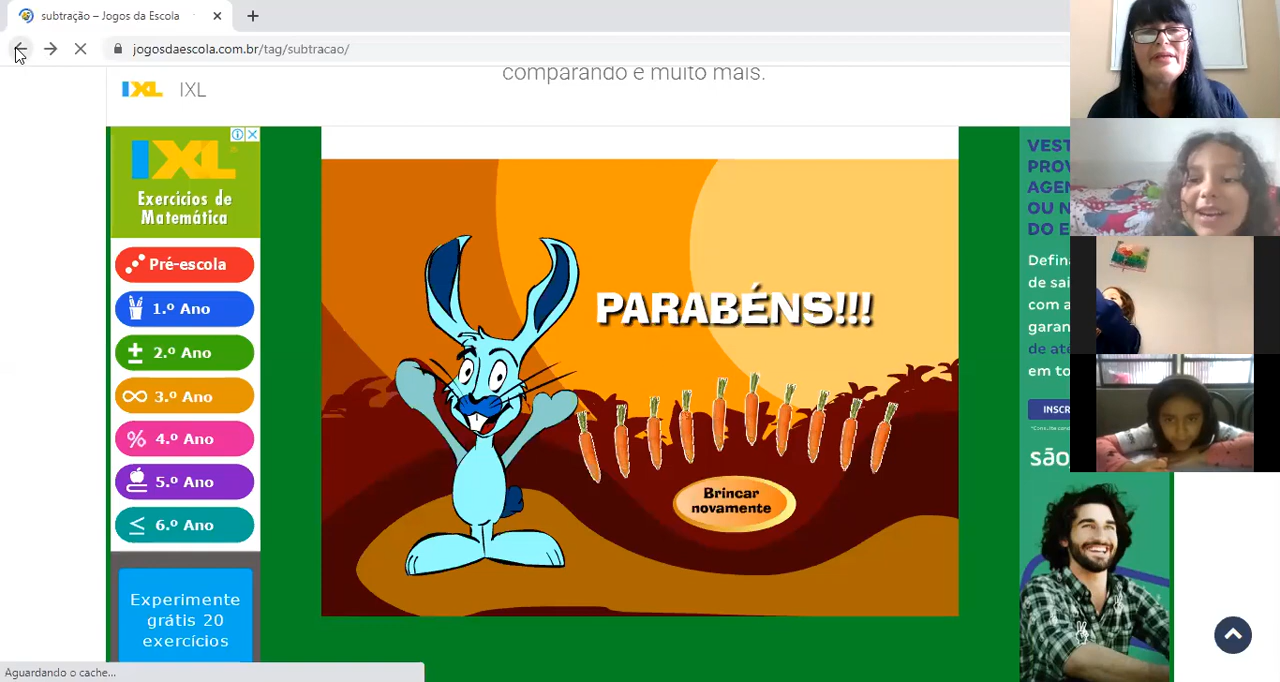 subtração – Jogos da Escola
jogosdaescola.com.br/tag/subtracao/
comparando e muito mais.
IXL IXL
IXL
Exercícios de
Matemática
Pré-escola
1.º Ano
± 2.º Ano
∞ 3.º Ano
% 4.º Ano
5.º Ano
≤ 6.º Ano
Experimente
grátis 20
exercícios
PARABÉNS!!!
Brincar
novamente
VEST
PROV
AGEN
OU N
DO E
Defin
de sai
com a
garan
de ate
em to
INSCR
são
Aguardando o cache...